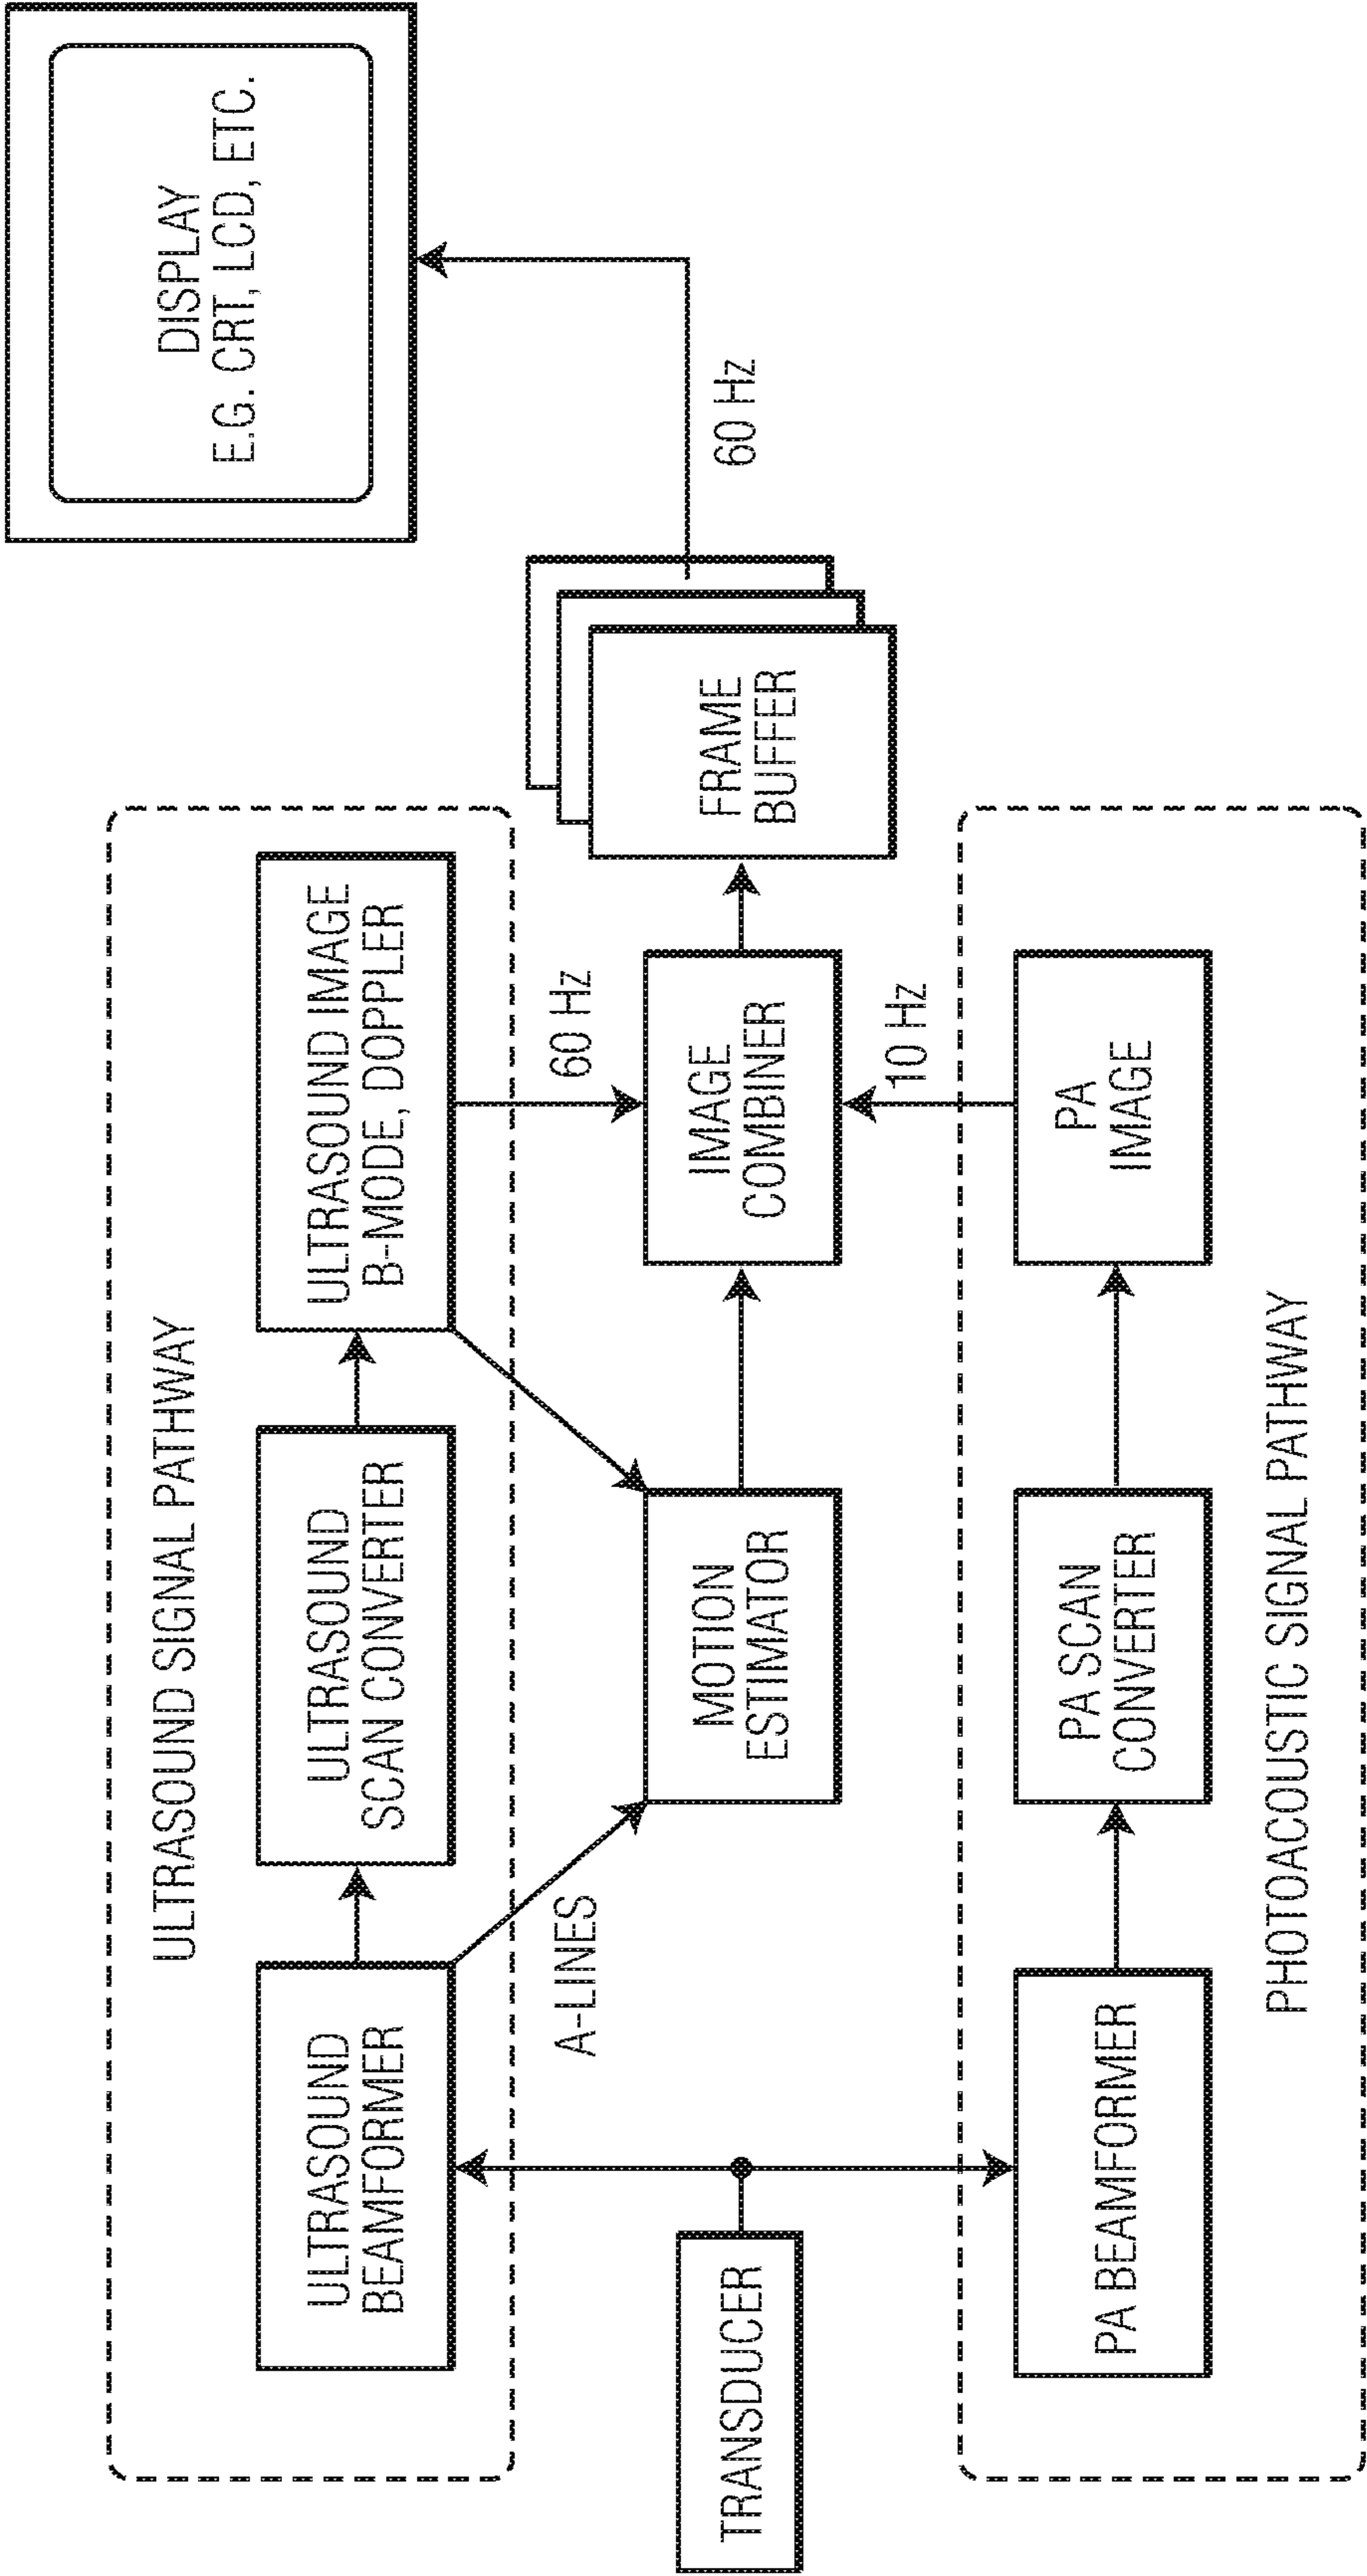 DISPLAY
E.G. CRT, LCD, ETC.
60 Hz
ULTRASOUND SIGNAL PATHWAY
ULTRASOUND
BEAMFORMER
ULTRASOUND
SCAN CONVERTER
ULTRASOUND IMAGE
B-MODE, DOPPLER
A-LINES
60 Hz
TRANSDUCER
MOTION
ESTIMATOR
IMAGE
COMBINER
FRAME
BUFFER
10 Hz
PA BEAMFORMER
PA SCAN
CONVERTER
PA
IMAGE
PHOTOACOUSTIC SIGNAL PATHWAY